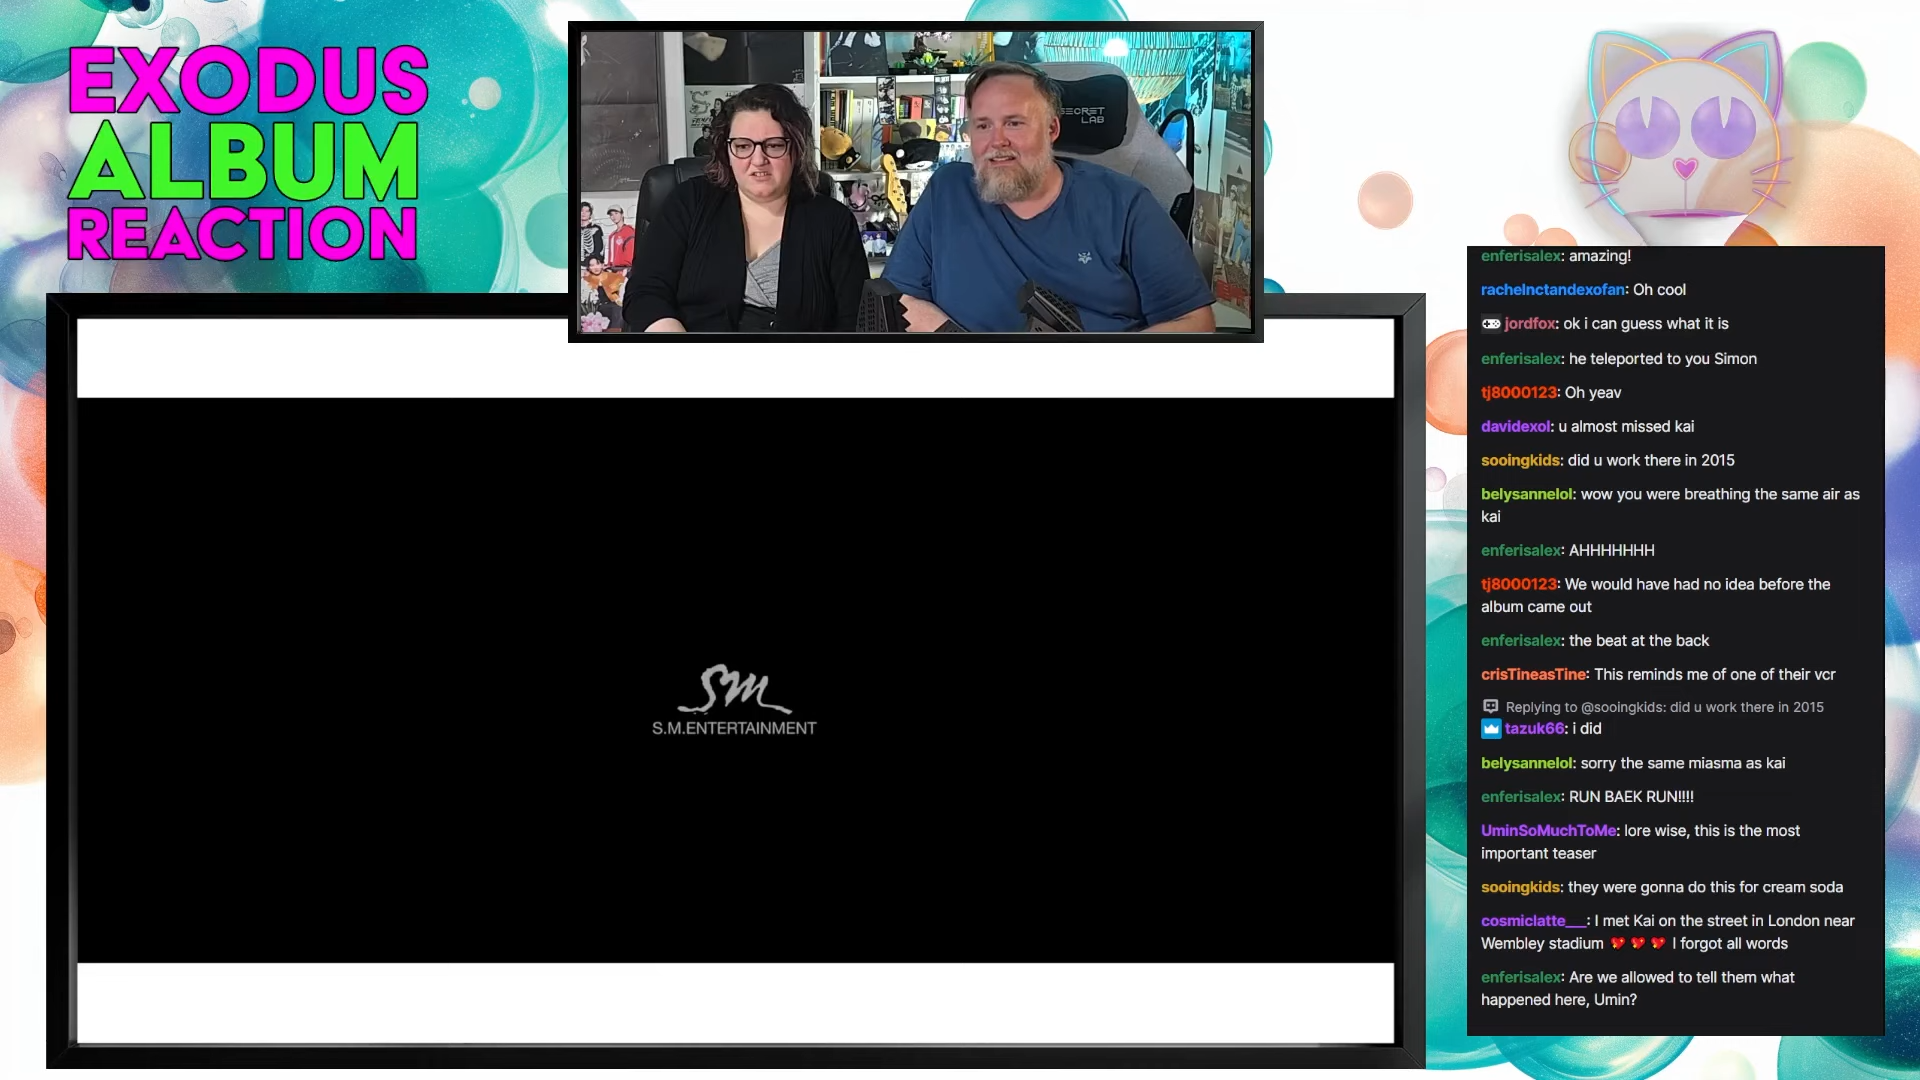 EXODUS
ALBUM
REACTION
SECRET
LAB
SM
S.M.ENTERTAINMENT
enferisalex: amazing!
rachelnctandexofan: Oh cool
jordfox: ok i can guess what it is
enferisalex: he teleported to you Simon
tj8000123: Oh yeav
davidexol: u almost missed kai
sooingkids: did u work there in 2015
belysannelol: wow you were breathing the same air as
kai
enferisalex: AHHHHHHH
tj8000123: We would have had no idea before the
album came out
enferisalex: the beat at the back
crisTineasTine: This reminds me of one of their vcr
Replying to @sooingkids: did u work there in 2015
tazuk66: i did
belysannelol: sorry the same miasma as kai
enferisalex: RUN BAEK RUN!!!!
UminSoMuchToMe: lore wise, this is the most
important teaser
sooingkids: they were gonna do this for cream soda
cosmiclatte__: I met Kai on the street in London near
Wembley stadium 💘 💘 💘 I forgot all words
enferisalex: Are we allowed to tell them what
happened here, Umin?